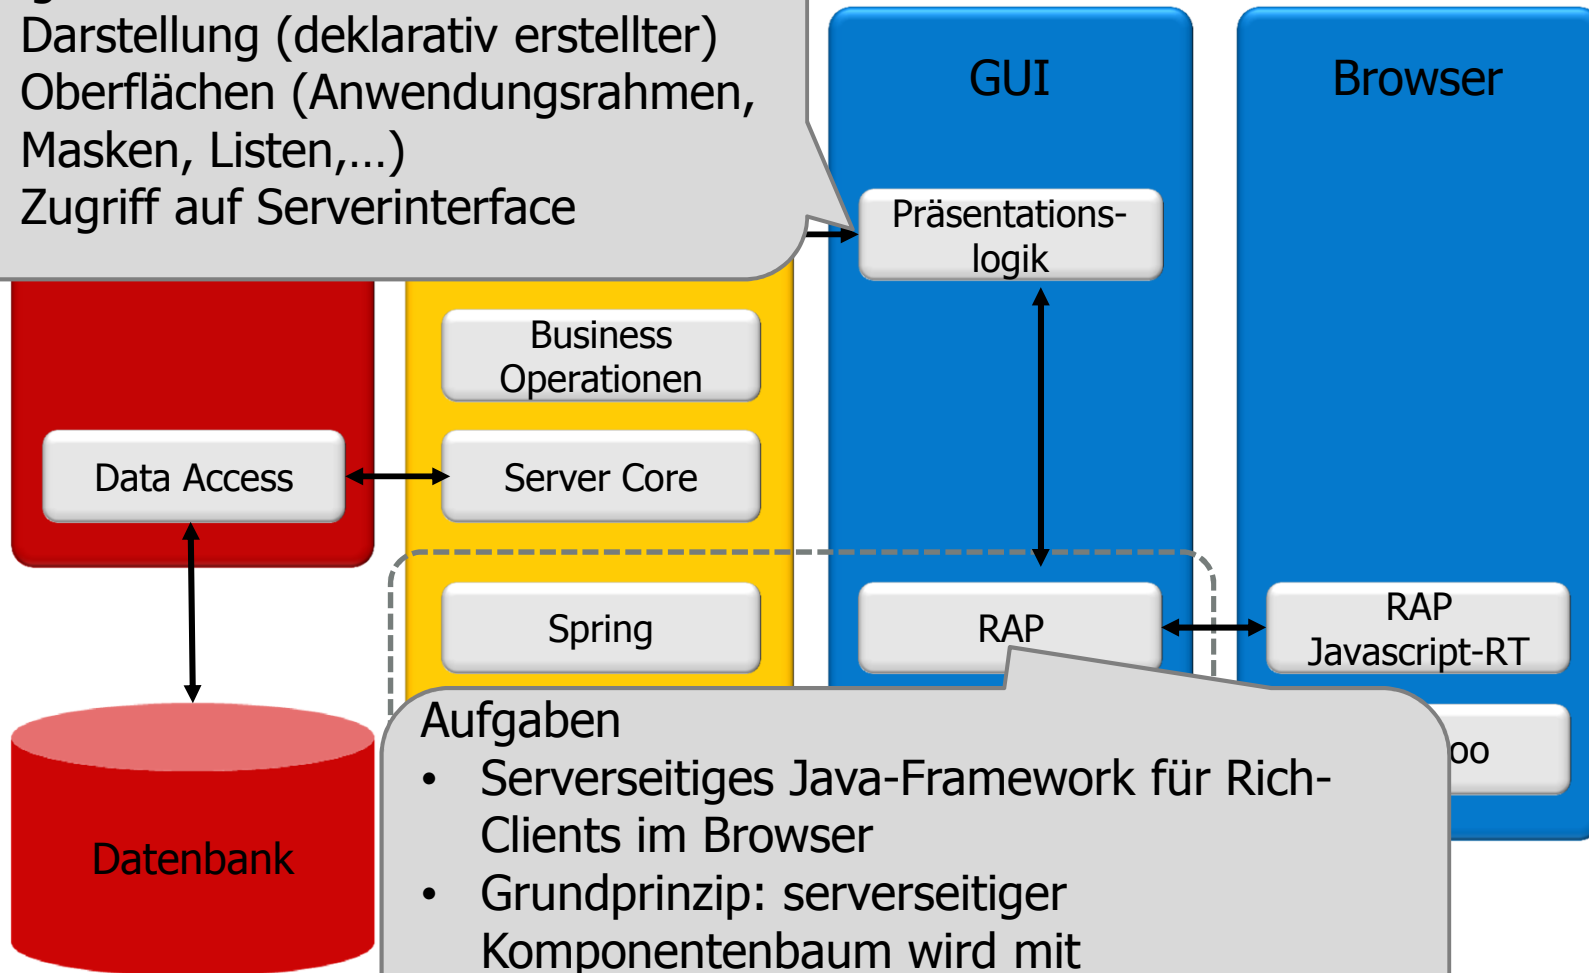 Darstellung (deklarativ erstellter)
Oberflächen (Anwendungsrahmen,
Masken, Listen,…)
Zugriff auf Serverinterface
GUI
Browser
Präsentations-
logik
Business
Operationen
Data Access
Server Core
Spring
RAP
RAP
Javascript-RT
oo
Datenbank
Aufgaben
• Serverseitiges Java-Framework für Rich-
Clients im Browser
• Grundprinzip: serverseitiger
Komponentenbaum wird mit